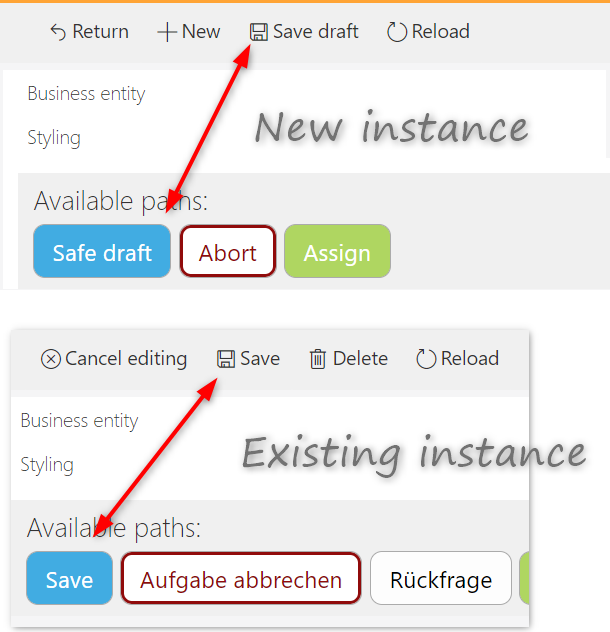 Return New Save draft Reload
Business entity
New instance
Styling
Available paths:
Safe draft Abort Assign
Cancel editing Save Delete Reload
Business entity
Existing instance
Styling
Available paths:
Save Aufgabe abbrechen Rückfrage